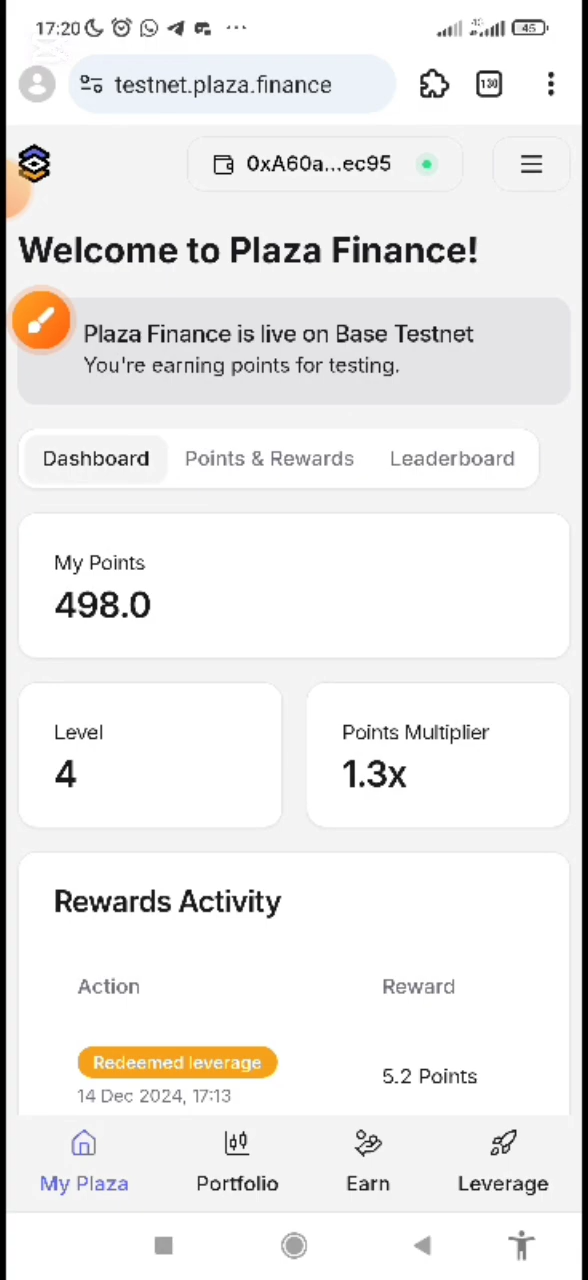 17:20
45
testnet.plaza.finance
130
0xA60a...ec95
Welcome to Plaza Finance!
Plaza Finance is live on Base Testnet
You're earning points for testing.
Dashboard Points & Rewards Leaderboard
My Points
498.0
Level Points Multiplier
4 1.3x
Rewards Activity
Action Reward
Redeemed leverage 5.2 Points
14 Dec 2024, 17:13
My Plaza Portfolio Earn Leverage